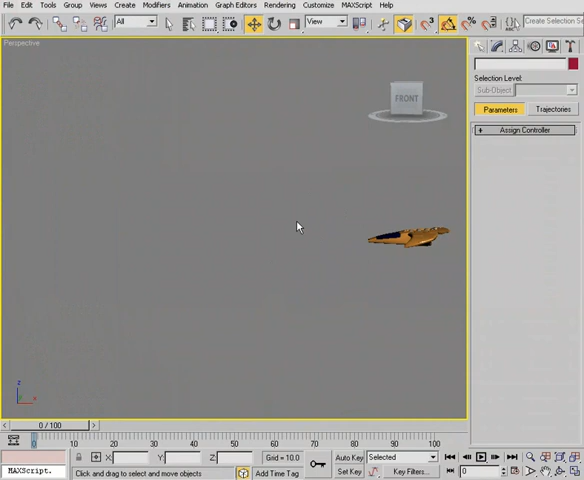 File Edit Tools Group Views Create Modifiers Animation Graph Editors Rendering Customize MAXScript Help
All View Create Selection Se
Perspective
FRONT
Selection Level:
Sub-Object
Parameters Trajectories
+ Assign Controller
z
x
< 0 / 100 >
0 10 20 30 40 50 60 70 80 90 100
X: Y: Z: Grid = 10.0 Auto Key Selected
MAXScript. Click and drag to select and move objects Add Time Tag Set Key Key Filters... 0